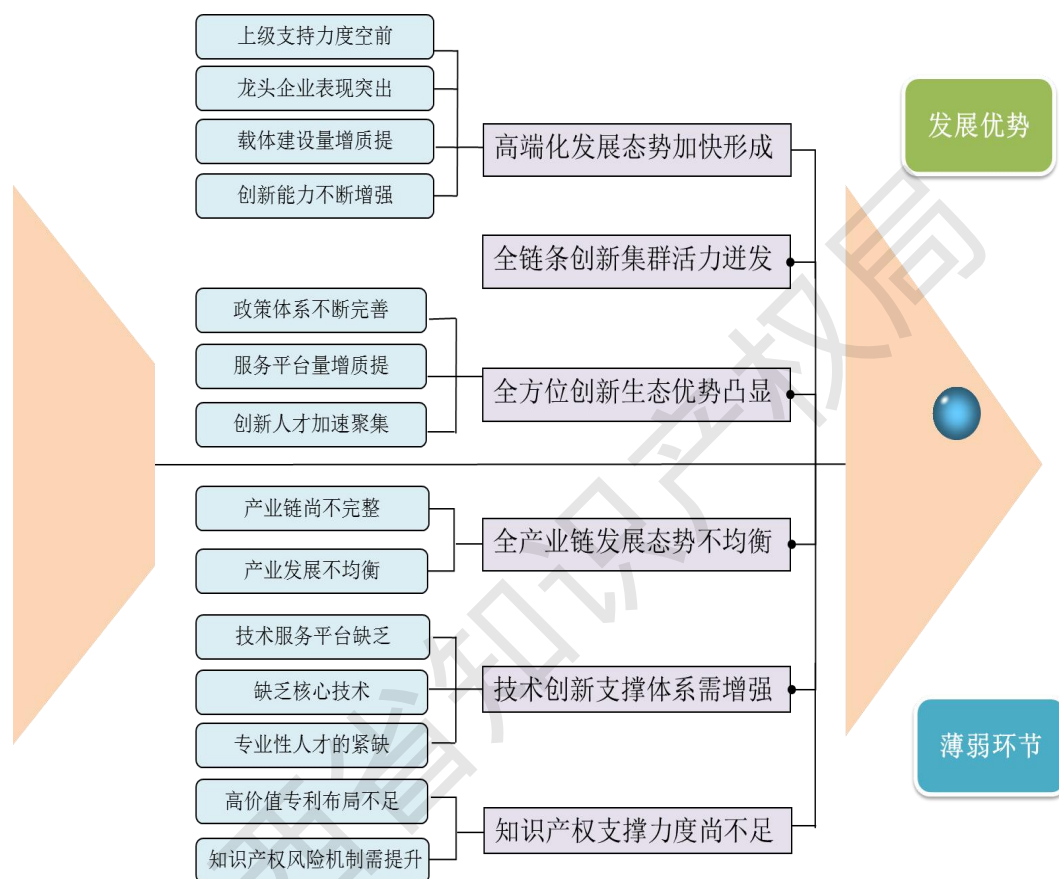 上级支持力度空前
龙头企业表现突出
载体建设量增质提
创新能力不断增强
高端化发展态势加快形成
发展优势
全链条创新集群活力迸发
政策体系不断完善
服务平台量增质提
创新人才加速聚集
全方位创新生态优势凸显
产业链尚不完整
产业发展不均衡
全产业链发展态势不均衡
技术服务平台缺乏
缺乏核心技术
专业性人才的紧缺
技术创新支撑体系需增强
薄弱环节
高价值专利布局不足
知识产权风险机制需提升
知识产权支撑力度尚不足
西省知识产权局